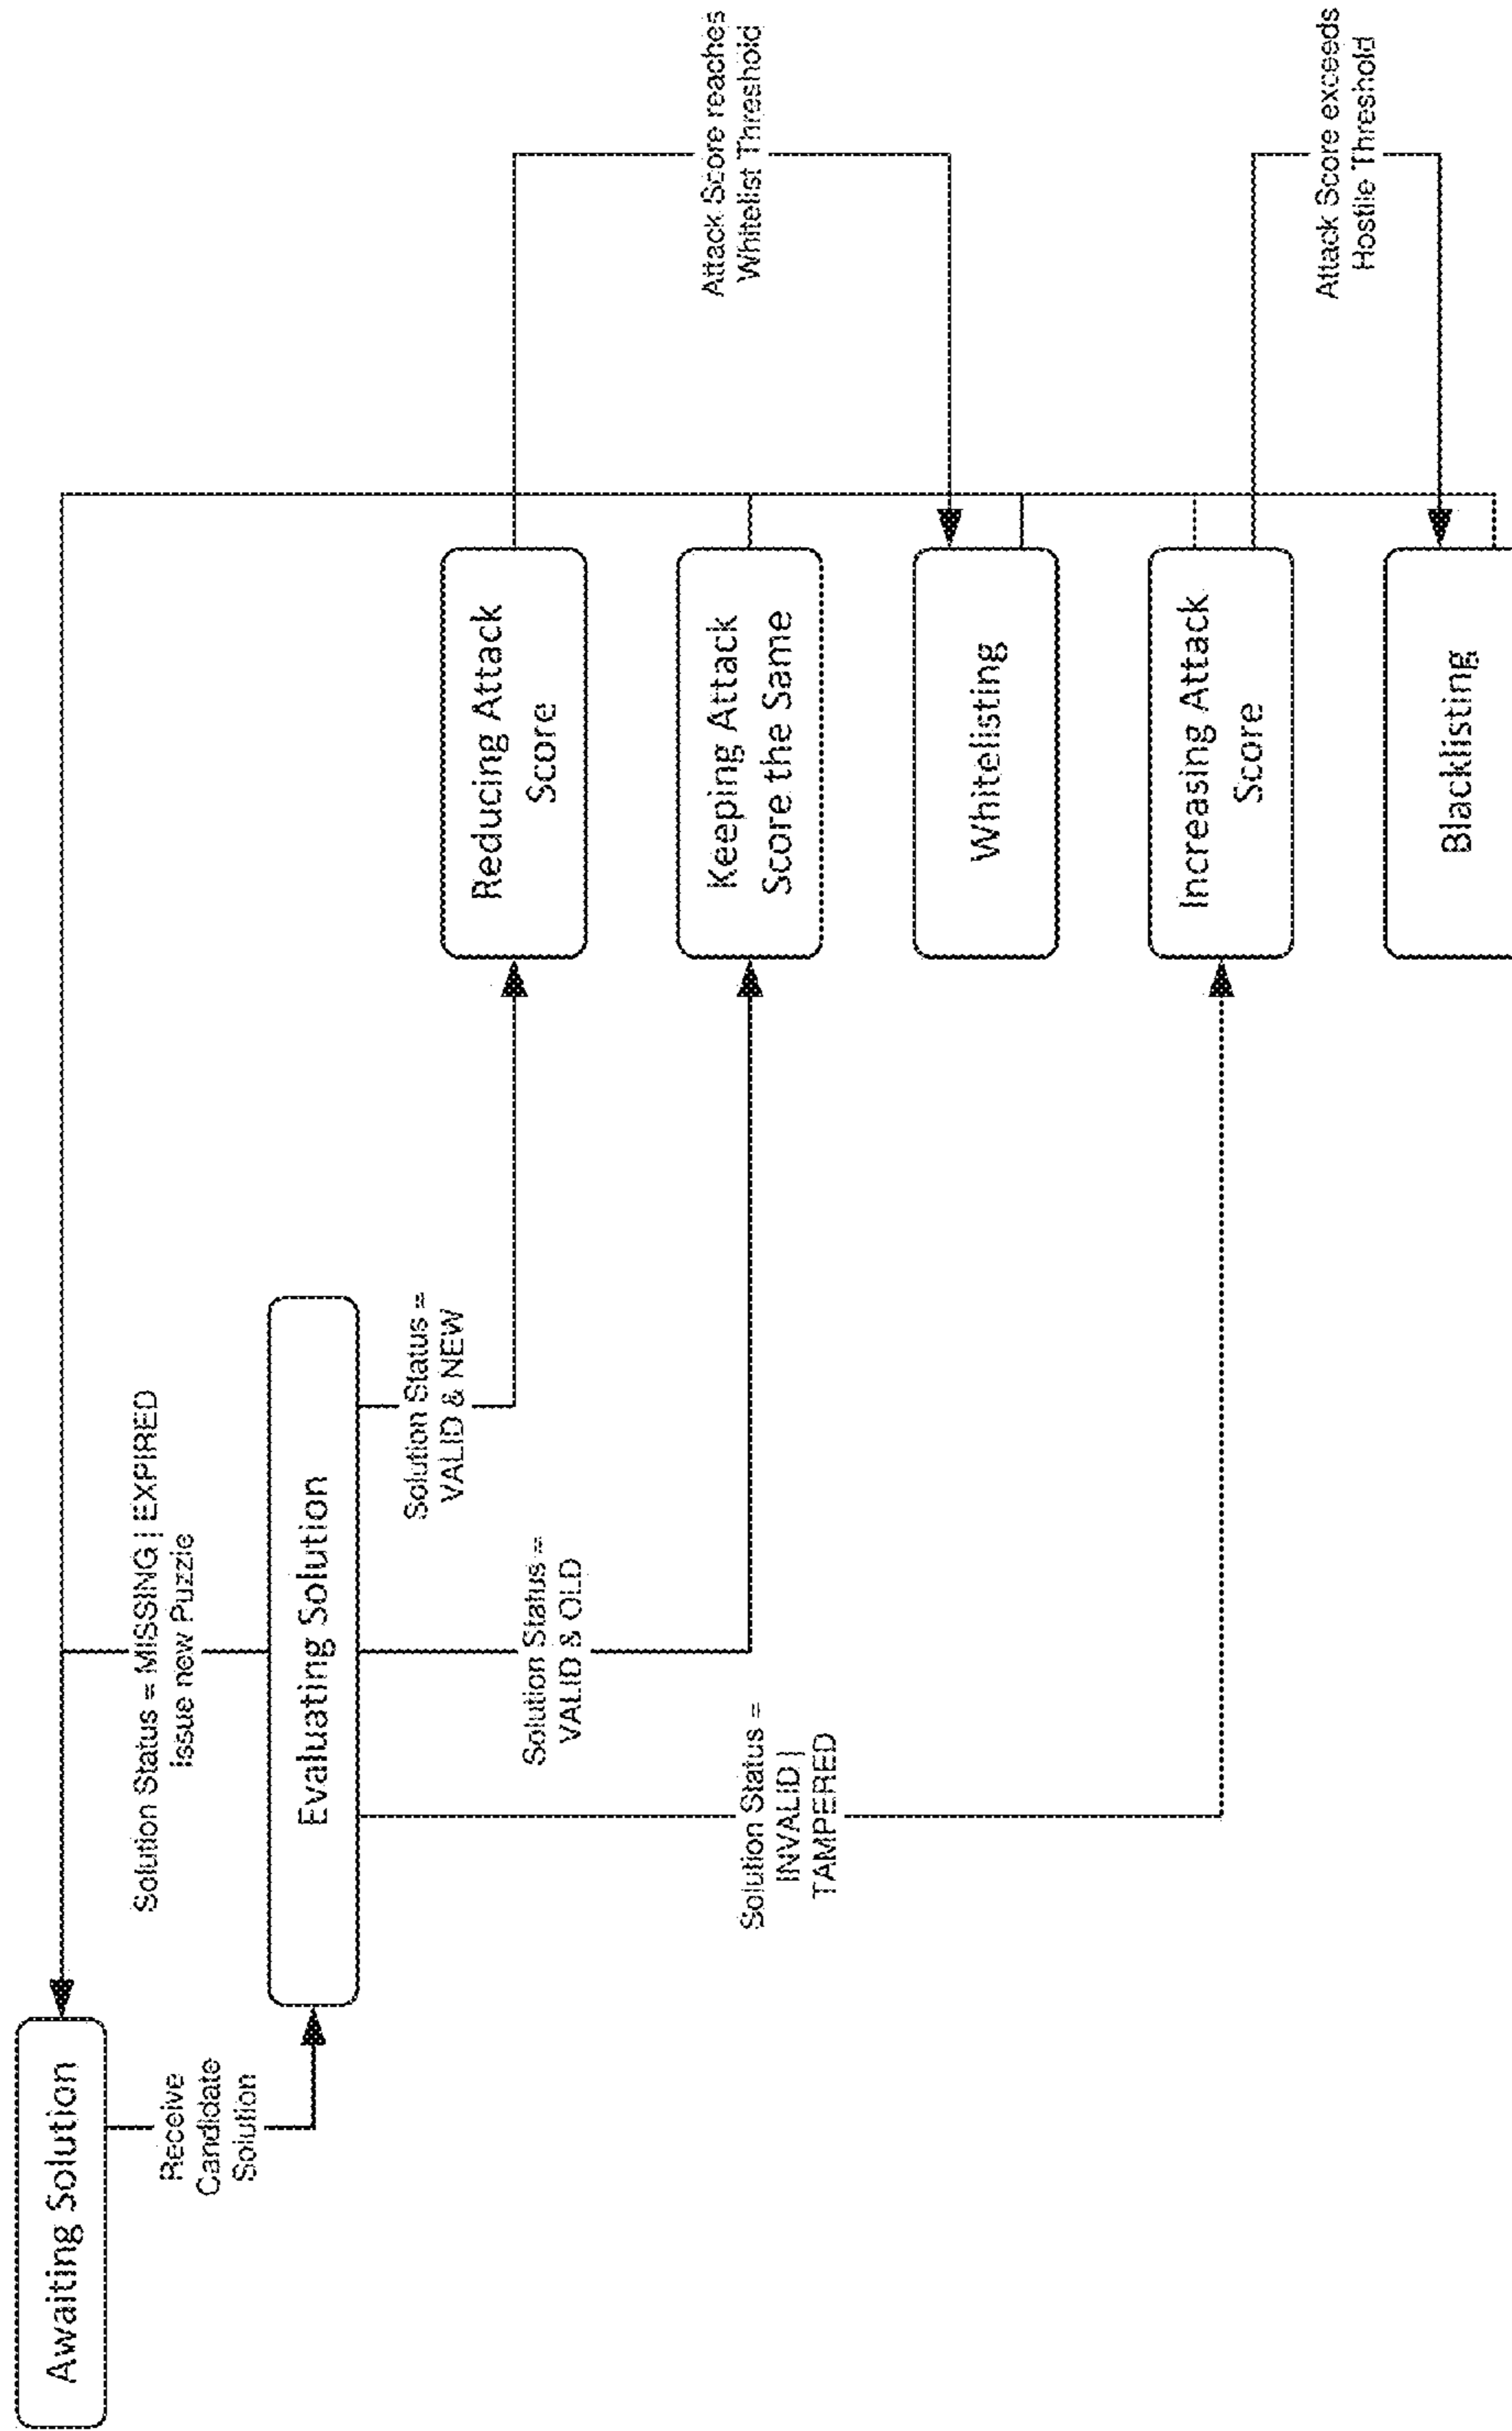 Awaiting Solution
Receive
Candidate
Solution
Solution Status = MISSING | EXPIRED
Issue new Puzzle
Evaluating Solution
Solution Status =
VALID & NEW
Solution Status =
VALID & OLD
Solution Status =
INVALID |
TAMPERED
Reducing Attack
Score
Keeping Attack
Score the Same
Whitelisting
Increasing Attack
Score
Blacklisting
Attack Score reaches
Whitelist Threshold
Attack Score exceeds
Hostile Threshold